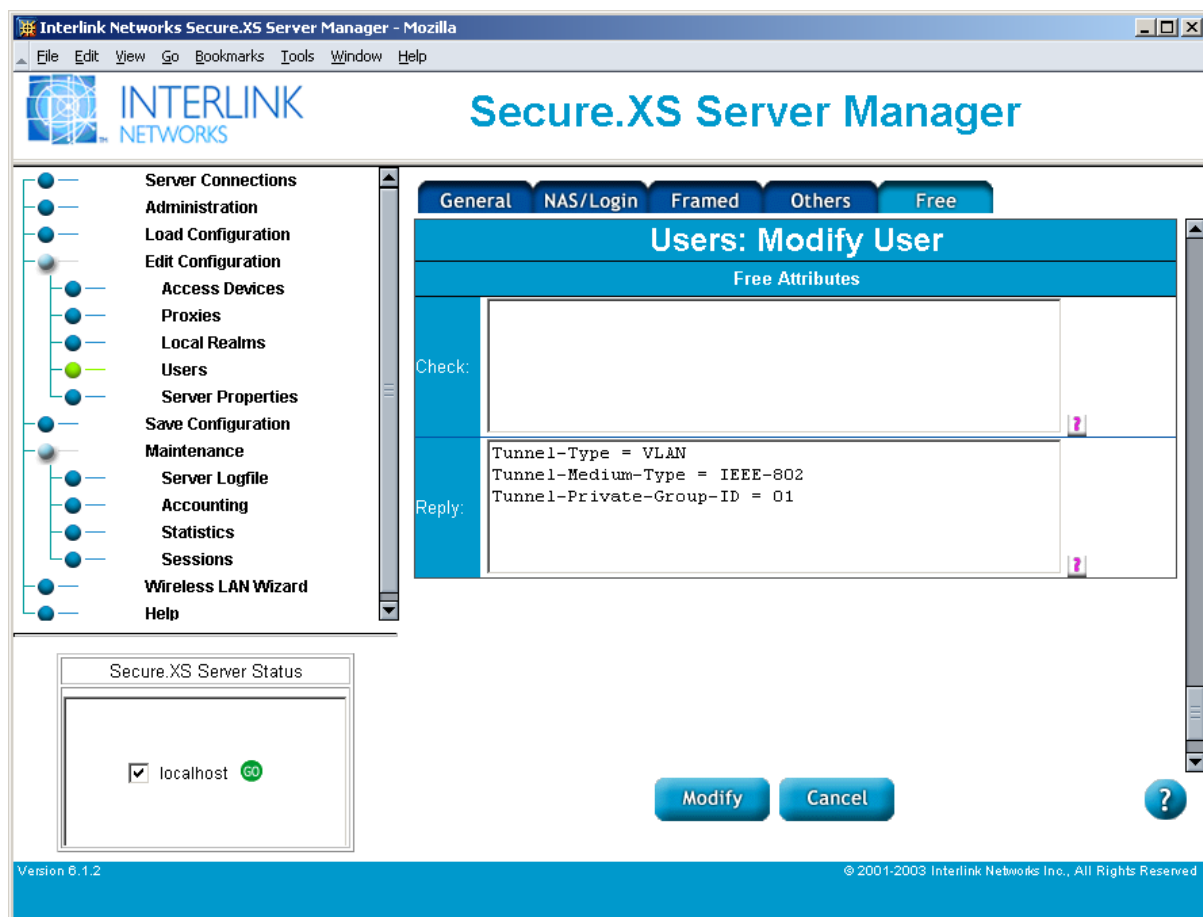 Interlink Networks Secure.XS Server Manager - Mozilla
File Edit View Go Bookmarks Tools Window Help
INTERLINK
NETWORKS
TM
Secure.XS Server Manager
Server Connections
Administration
Load Configuration
Edit Configuration
Access Devices
Proxies
Local Realms
Users
Server Properties
Save Configuration
Maintenance
Server Logfile
Accounting
Statistics
Sessions
Wireless LAN Wizard
Help
Secure.XS Server Status
localhost GO
General NAS/Login Framed Others Free
Users: Modify User
Free Attributes
Check:
?
Reply:
Tunnel-Type = VLAN
Tunnel-Medium-Type = IEEE-802
Tunnel-Private-Group-ID = 01
?
Modify Cancel ?
Version 6.1.2
© 2001-2003 Interlink Networks Inc., All Rights Reserved